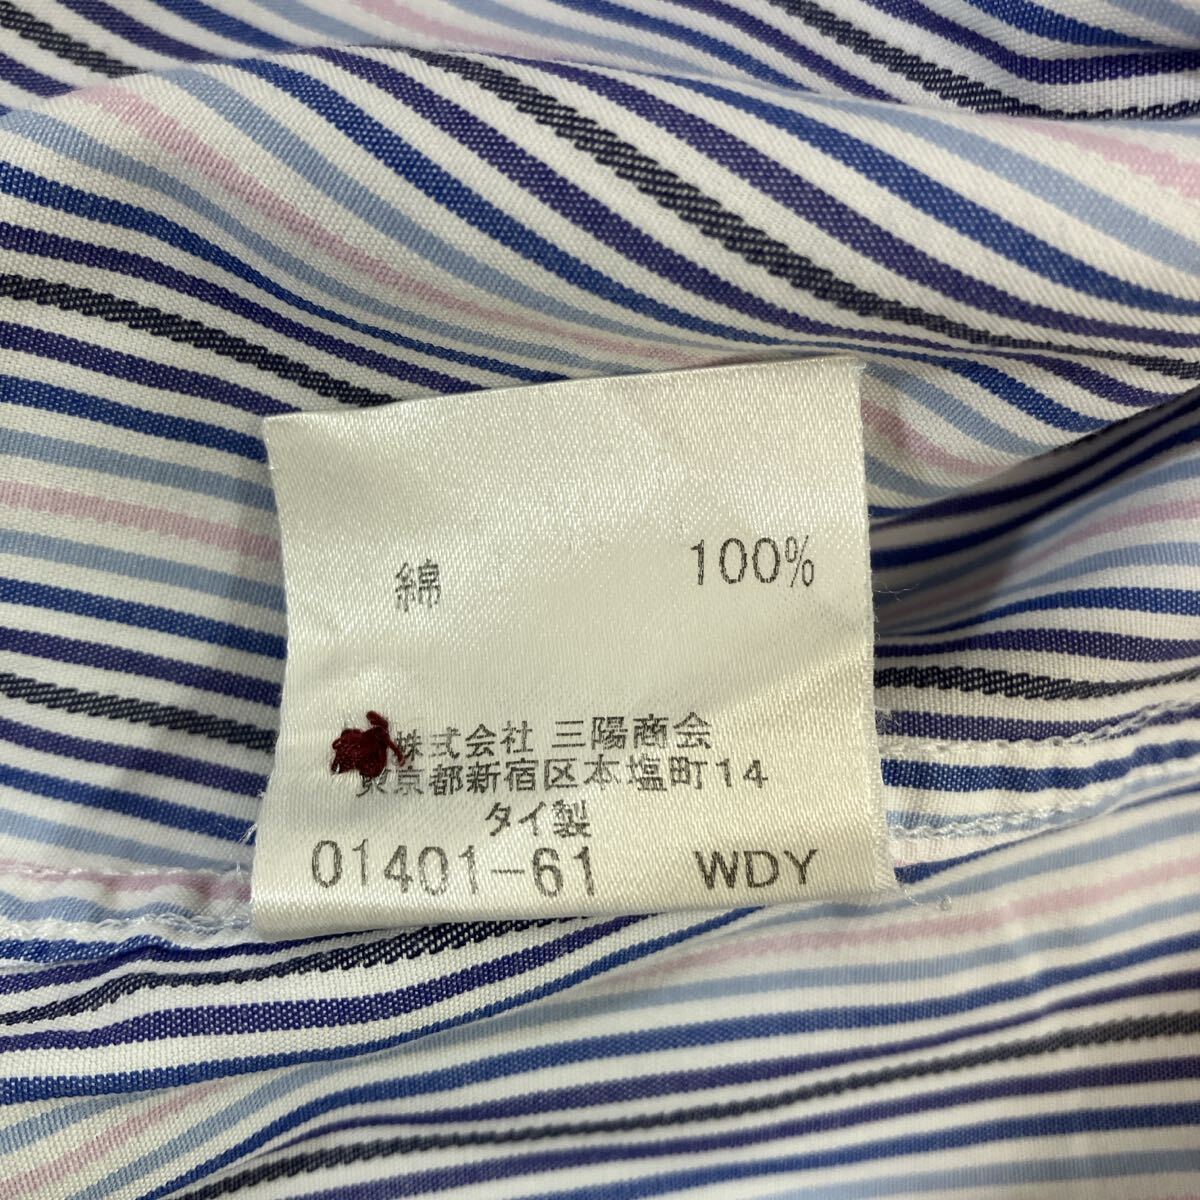 綿 100%
株式会社 三陽商会
東京都新宿区本塩町14
タイ製
01401-61 WDY